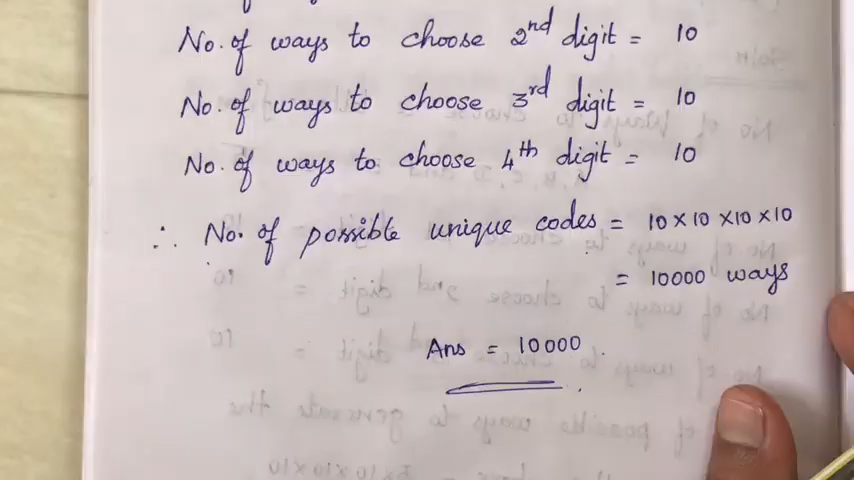 No. of ways to choose 2nd digit = 10
No. of ways to choose 3rd digit = 10
No. of ways to choose 4th digit = 10
∴ No. of possible unique codes = 10 × 10 × 10 × 10
= 10000 ways
Ans = 10000.